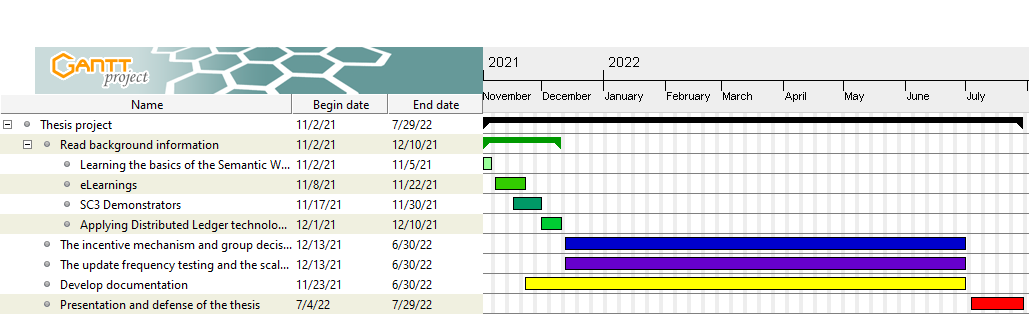 GANTT
project
2021 2022
Name Begin date End date November December January February March April May June July
Thesis project 11/2/21 7/29/22
Read background information 11/2/21 12/10/21
Learning the basics of the Semantic W... 11/2/21 11/5/21
eLearnings 11/8/21 11/22/21
SC3 Demonstrators 11/17/21 11/30/21
Applying Distributed Ledger technolo... 12/1/21 12/10/21
The incentive mechanism and group decis... 12/13/21 6/30/22
The update frequency testing and the scal... 12/13/21 6/30/22
Develop documentation 11/23/21 6/30/22
Presentation and defense of the thesis 7/4/22 7/29/22